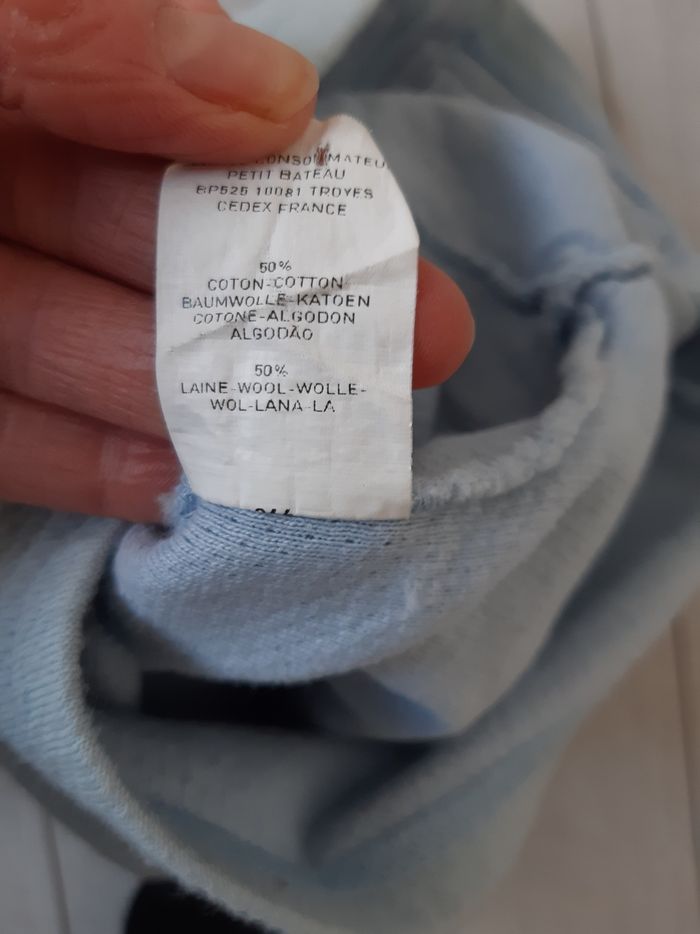 CONSOMMATEU
PETIT BATEAU
BP525 10081 TROYES
CEDEX FRANCE
50%
COTON-COTTON
BAUMWOLLE-KATOEN
COTONE-ALGODON
ALGODÃO
50%
LAINE-WOOL-WOLLE-
WOL-LANA-LA